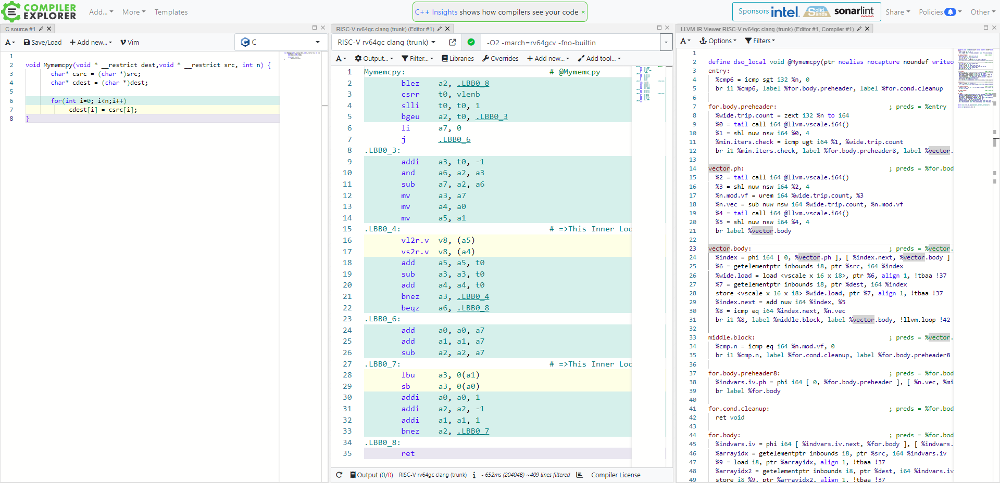 COMPILER EXPLORER
Add... More Templates
C++ Insights shows how compilers see your code ×
Sponsors intel. Solid Sands sonarlint Share Policies Other
C source #1
A Save/Load + Add new... Vim
C
1
2 void Mymemcpy(void * __restrict dest,void * __restrict src, int n) {
3 char* csrc = (char *)src;
4 char* cdest = (char *)dest;
5
6 for(int i=0; i<n;i++)
7 cdest[i] = csrc[i];
8 }
RISC-V rv64gc clang (trunk) (Editor #1)
RISC-V rv64gc clang (trunk) -O2 -march=rv64gcv -fno-builtin
A Output... Filter... Libraries Overrides + Add new... Add tool...
1 Mymemcpy: # @Mymemcpy
2 blez a2, .LBB0_8
3 csrr t0, vlenb
4 slli t0, t0, 1
5 bgeu a2, t0, .LBB0_3
6 li a7, 0
7 j .LBB0_6
8 .LBB0_3:
9 addi a3, t0, -1
10 and a6, a2, a3
11 sub a7, a2, a6
12 mv a3, a7
13 mv a4, a0
14 mv a5, a1
15 .LBB0_4: # =>This Inner Loo
16 vl2r.v v8, (a5)
17 vs2r.v v8, (a4)
18 add a5, a5, t0
19 sub a3, a3, t0
20 add a4, a4, t0
21 bnez a3, .LBB0_4
22 beqz a6, .LBB0_8
23 .LBB0_6:
24 add a0, a0, a7
25 add a1, a1, a7
26 sub a2, a2, a7
27 .LBB0_7: # =>This Inner Loo
28 lbu a3, 0(a1)
29 sb a3, 0(a0)
30 addi a0, a0, 1
31 addi a2, a2, -1
32 addi a1, a1, 1
33 bnez a2, .LBB0_7
34 .LBB0_8:
35 ret
Output (0/0) RISC-V rv64gc clang (trunk) i - 652ms (20404B) ~409 lines filtered Compiler License
LLVM IR Viewer RISC-V rv64gc clang (trunk) (Editor #1, Compiler #1)
A Options Filters
1
2 define dso_local void @Mymemcpy(ptr noalias nocapture noundef writeo
3 entry:
4 %cmp6 = icmp sgt i32 %n, 0
5 br i1 %cmp6, label %for.body.preheader, label %for.cond.cleanup
6
7 for.body.preheader: ; preds = %entry
8 %wide.trip.count = zext i32 %n to i64
9 %0 = tail call i64 @llvm.vscale.i64()
10 %1 = shl nuw nsw i64 %0, 4
11 %min.iters.check = icmp ugt i64 %1, %wide.trip.count
12 br i1 %min.iters.check, label %for.body.preheader8, label %vector.
13
14 vector.ph: ; preds = %for.bod
15 %2 = tail call i64 @llvm.vscale.i64()
16 %3 = shl nuw nsw i64 %2, 4
17 %n.mod.vf = urem i64 %wide.trip.count, %3
18 %n.vec = sub nuw nsw i64 %wide.trip.count, %n.mod.vf
19 %4 = tail call i64 @llvm.vscale.i64()
20 %5 = shl nuw nsw i64 %4, 4
21 br label %vector.body
22
23 vector.body: ; preds = %vector.
24 %index = phi i64 [ 0, %vector.ph ], [ %index.next, %vector.body ]
25 %6 = getelementptr inbounds i8, ptr %src, i64 %index
26 %wide.load = load <vscale x 16 x i8>, ptr %6, align 1, !tbaa !37
27 %7 = getelementptr inbounds i8, ptr %dest, i64 %index
28 store <vscale x 16 x i8> %wide.load, ptr %7, align 1, !tbaa !37
29 %index.next = add nuw i64 %index, %5
30 %8 = icmp eq i64 %index.next, %n.vec
31 br i1 %8, label %middle.block, label %vector.body, !llvm.loop !42
32
33 middle.block: ; preds = %vector.
34 %cmp.n = icmp eq i64 %n.mod.vf, 0
35 br i1 %cmp.n, label %for.cond.cleanup, label %for.body.preheader8
36
37 for.body.preheader8: ; preds = %for.bod
38 %indvars.iv.ph = phi i64 [ 0, %for.body.preheader ], [ %n.vec, %mi
39 br label %for.body
40
41 for.cond.cleanup: ; preds = %for.bod
42 ret void
43
44 for.body: ; preds = %for.bod
45 %indvars.iv = phi i64 [ %indvars.iv.next, %for.body ], [ %indvars.
46 %arrayidx = getelementptr inbounds i8, ptr %src, i64 %indvars.iv
47 %9 = load i8, ptr %arrayidx, align 1, !tbaa !37
48 %arrayidx2 = getelementptr inbounds i8, ptr %dest, i64 %indvars.iv
49 store i8 %9, ptr %arrayidx2, align 1, !tbaa !37